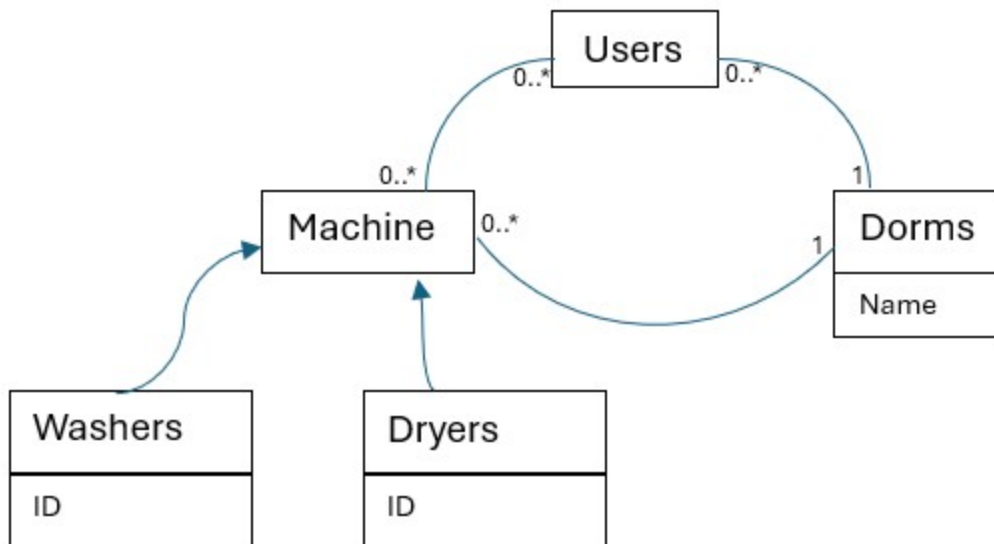 Users
0..*
0..*
0..*
1
Machine
0..*
1
Dorms
Name
Washers
ID
Dryers
ID